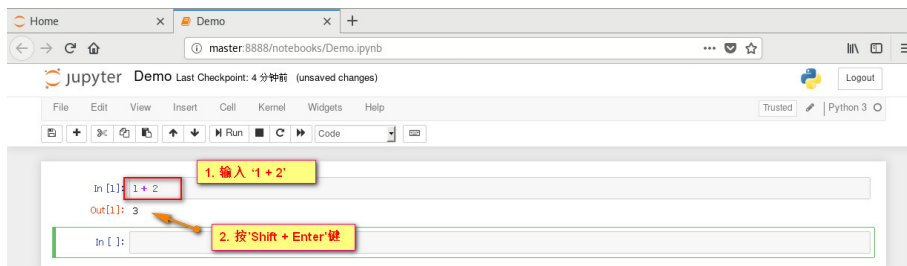 Home
Demo
master:8888/notebooks/Demo.ipynb
jupyter Demo Last Checkpoint: 4 分钟前 (unsaved changes)
Logout
File Edit View Insert Cell Kernel Widgets Help
Trusted Python 3
Run Code
1. 输入 ‘1 + 2’
In [1]: 1 + 2
Out[1]: 3
2. 按'Shift + Enter'键
In [ ]: